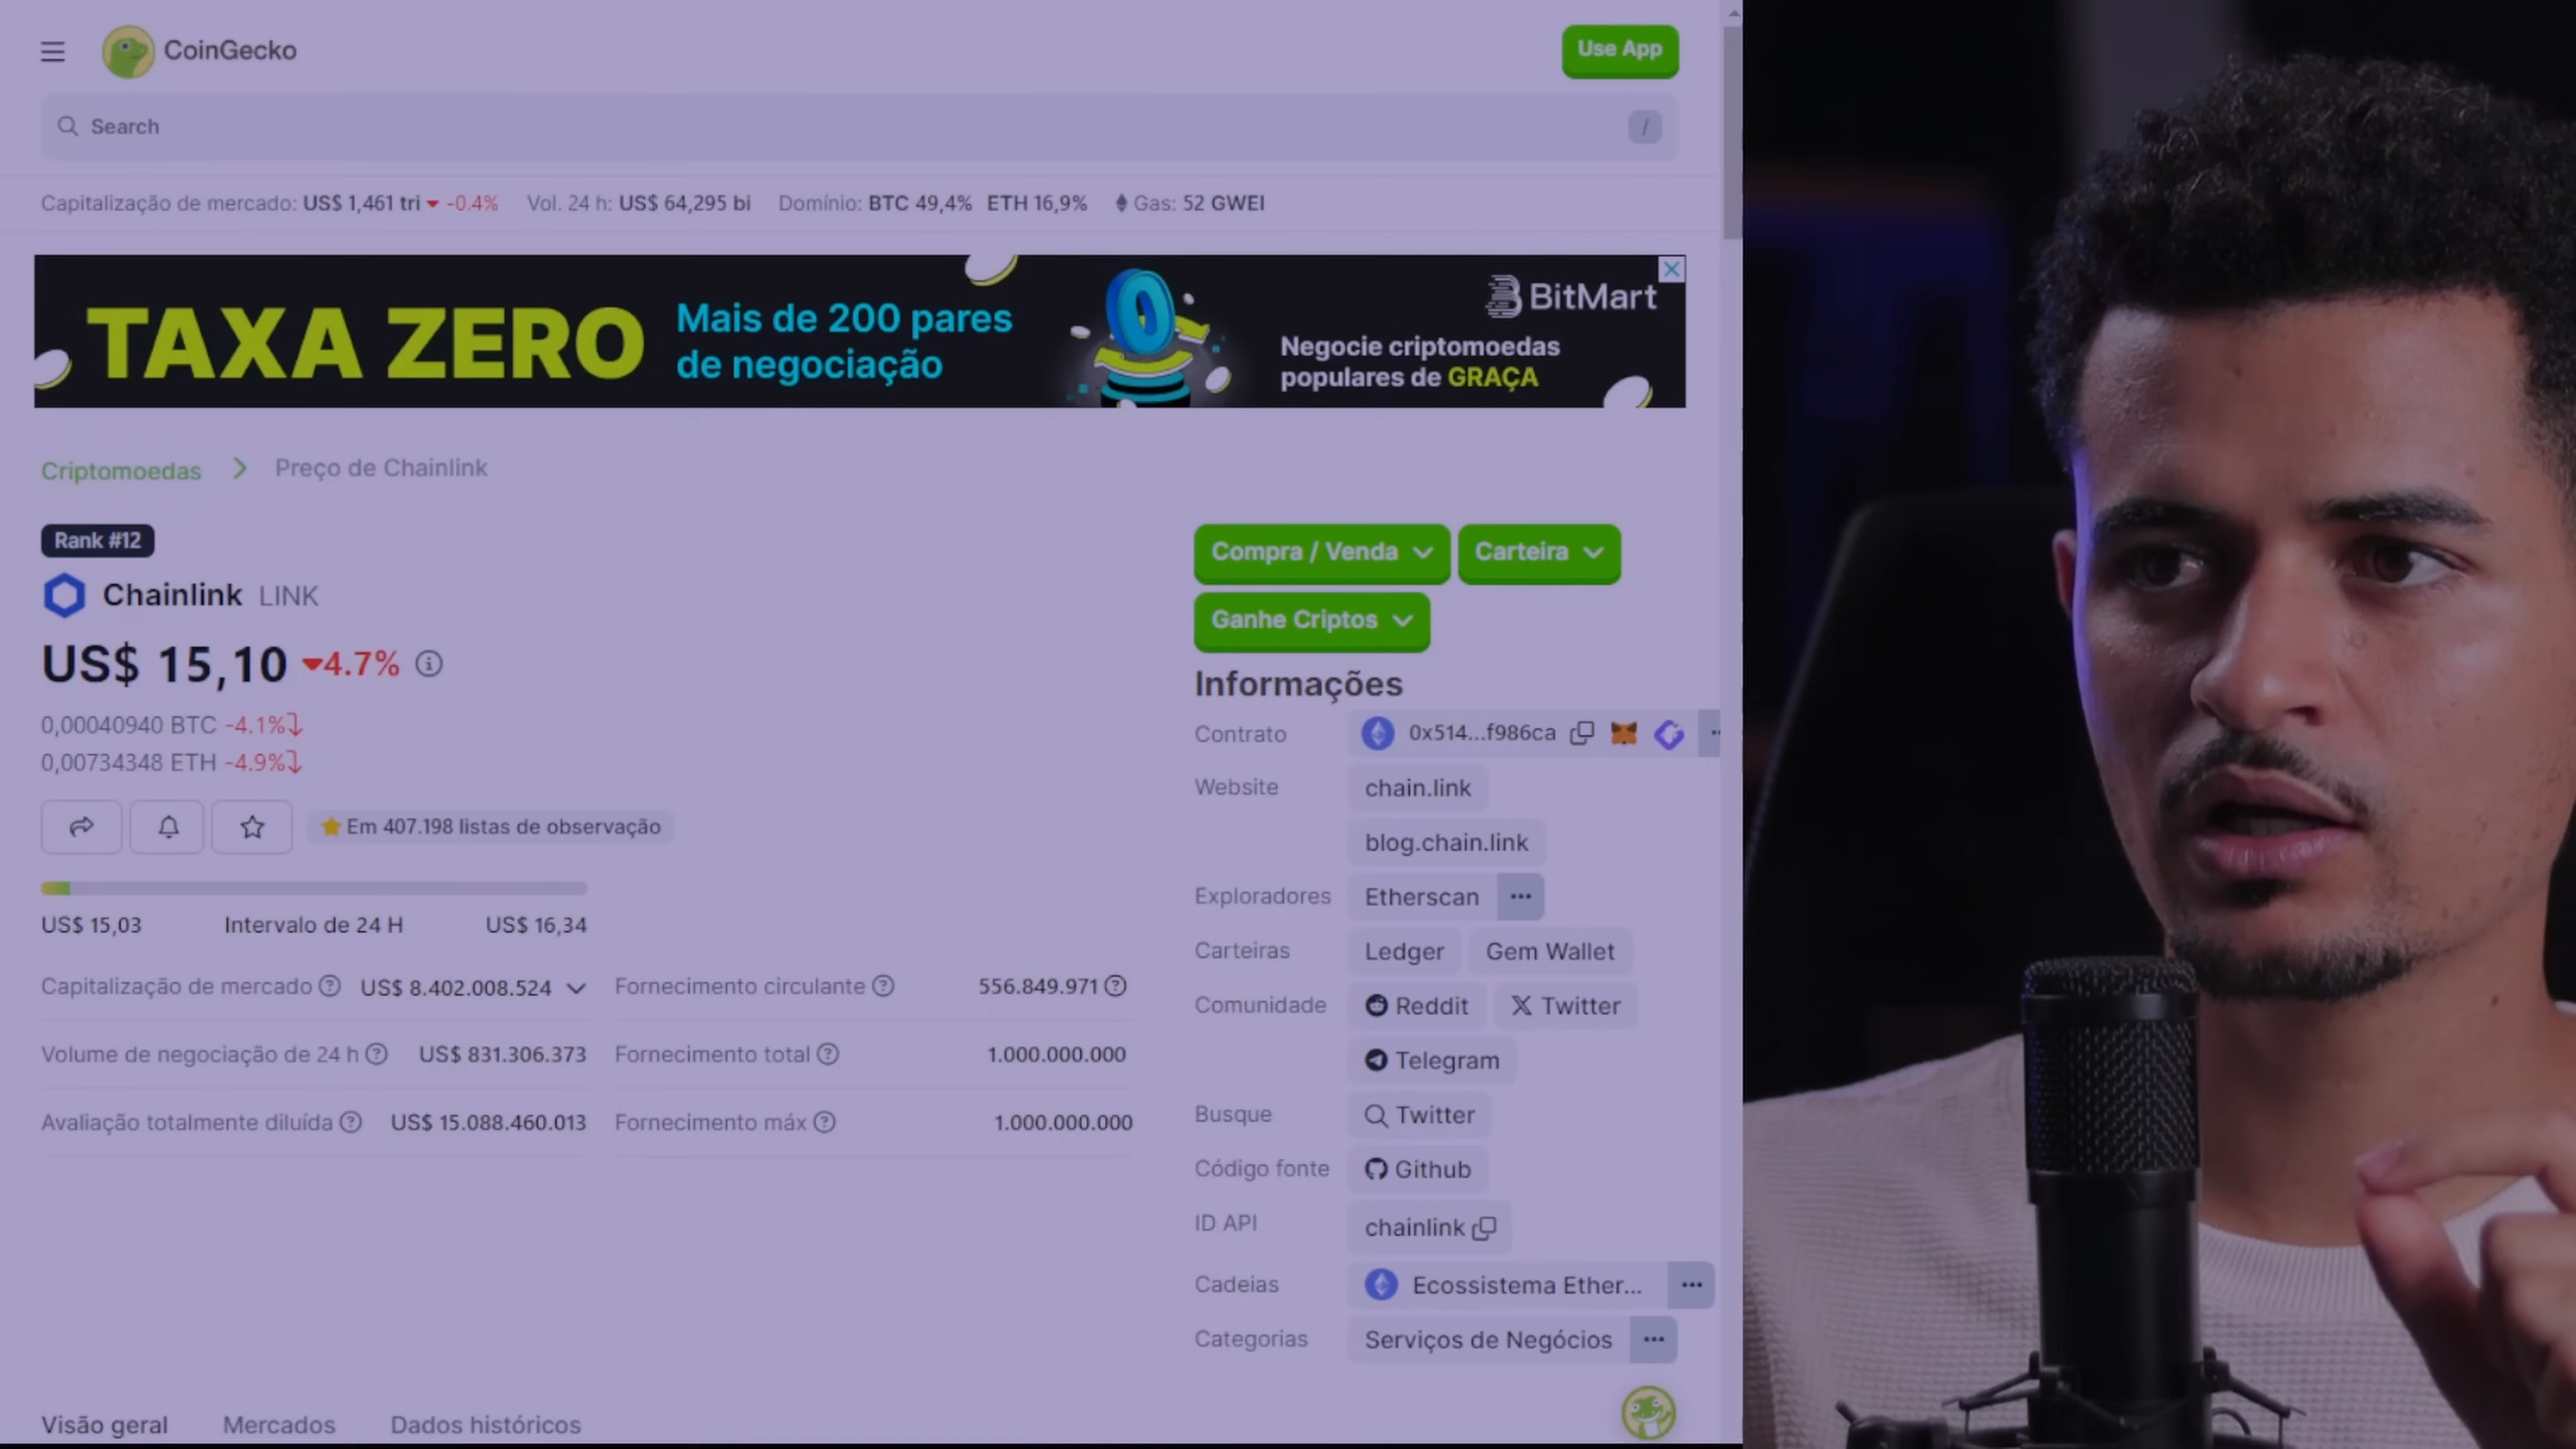 CoinGecko
Use App
Search
/
Capitalização de mercado: US$ 1,461 tri -0.4% Vol. 24 h: US$ 64,295 bi Domínio: BTC 49,4% ETH 16,9% Gas: 52 GWEI
TAXA ZERO
Mais de 200 pares
de negociação
0
BitMart
Negocie criptomoedas
populares de GRAÇA
Criptomoedas Preço de Chainlink
Rank #12
Chainlink LINK
US$ 15,10 4.7%
0,00040940 BTC -4.1%
0,00734348 ETH -4.9%
Em 407.198 listas de observação
US$ 15,03 Intervalo de 24 H US$ 16,34
Capitalização de mercado US$ 8.402.008.524
Fornecimento circulante 556.849.971
Volume de negociação de 24 h US$ 831.306.373
Fornecimento total 1.000.000.000
Avaliação totalmente diluída US$ 15.088.460.013
Fornecimento máx 1.000.000.000
Compra / Venda
Carteira
Ganhe Criptos
Informações
Contrato 0x514...f986ca
Website chain.link
blog.chain.link
Exploradores Etherscan
Carteiras Ledger Gem Wallet
Comunidade Reddit Twitter
Telegram
Busque Twitter
Código fonte Github
ID API chainlink
Cadeias Ecossistema Ether...
Categorias Serviços de Negócios
Visão geral Mercados Dados históricos